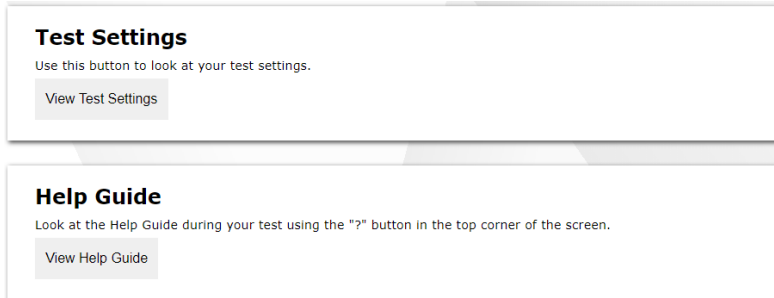 Test Settings
Use this button to look at your test settings.
View Test Settings
Help Guide
Look at the Help Guide during your test using the "?" button in the top corner of the screen.
View Help Guide